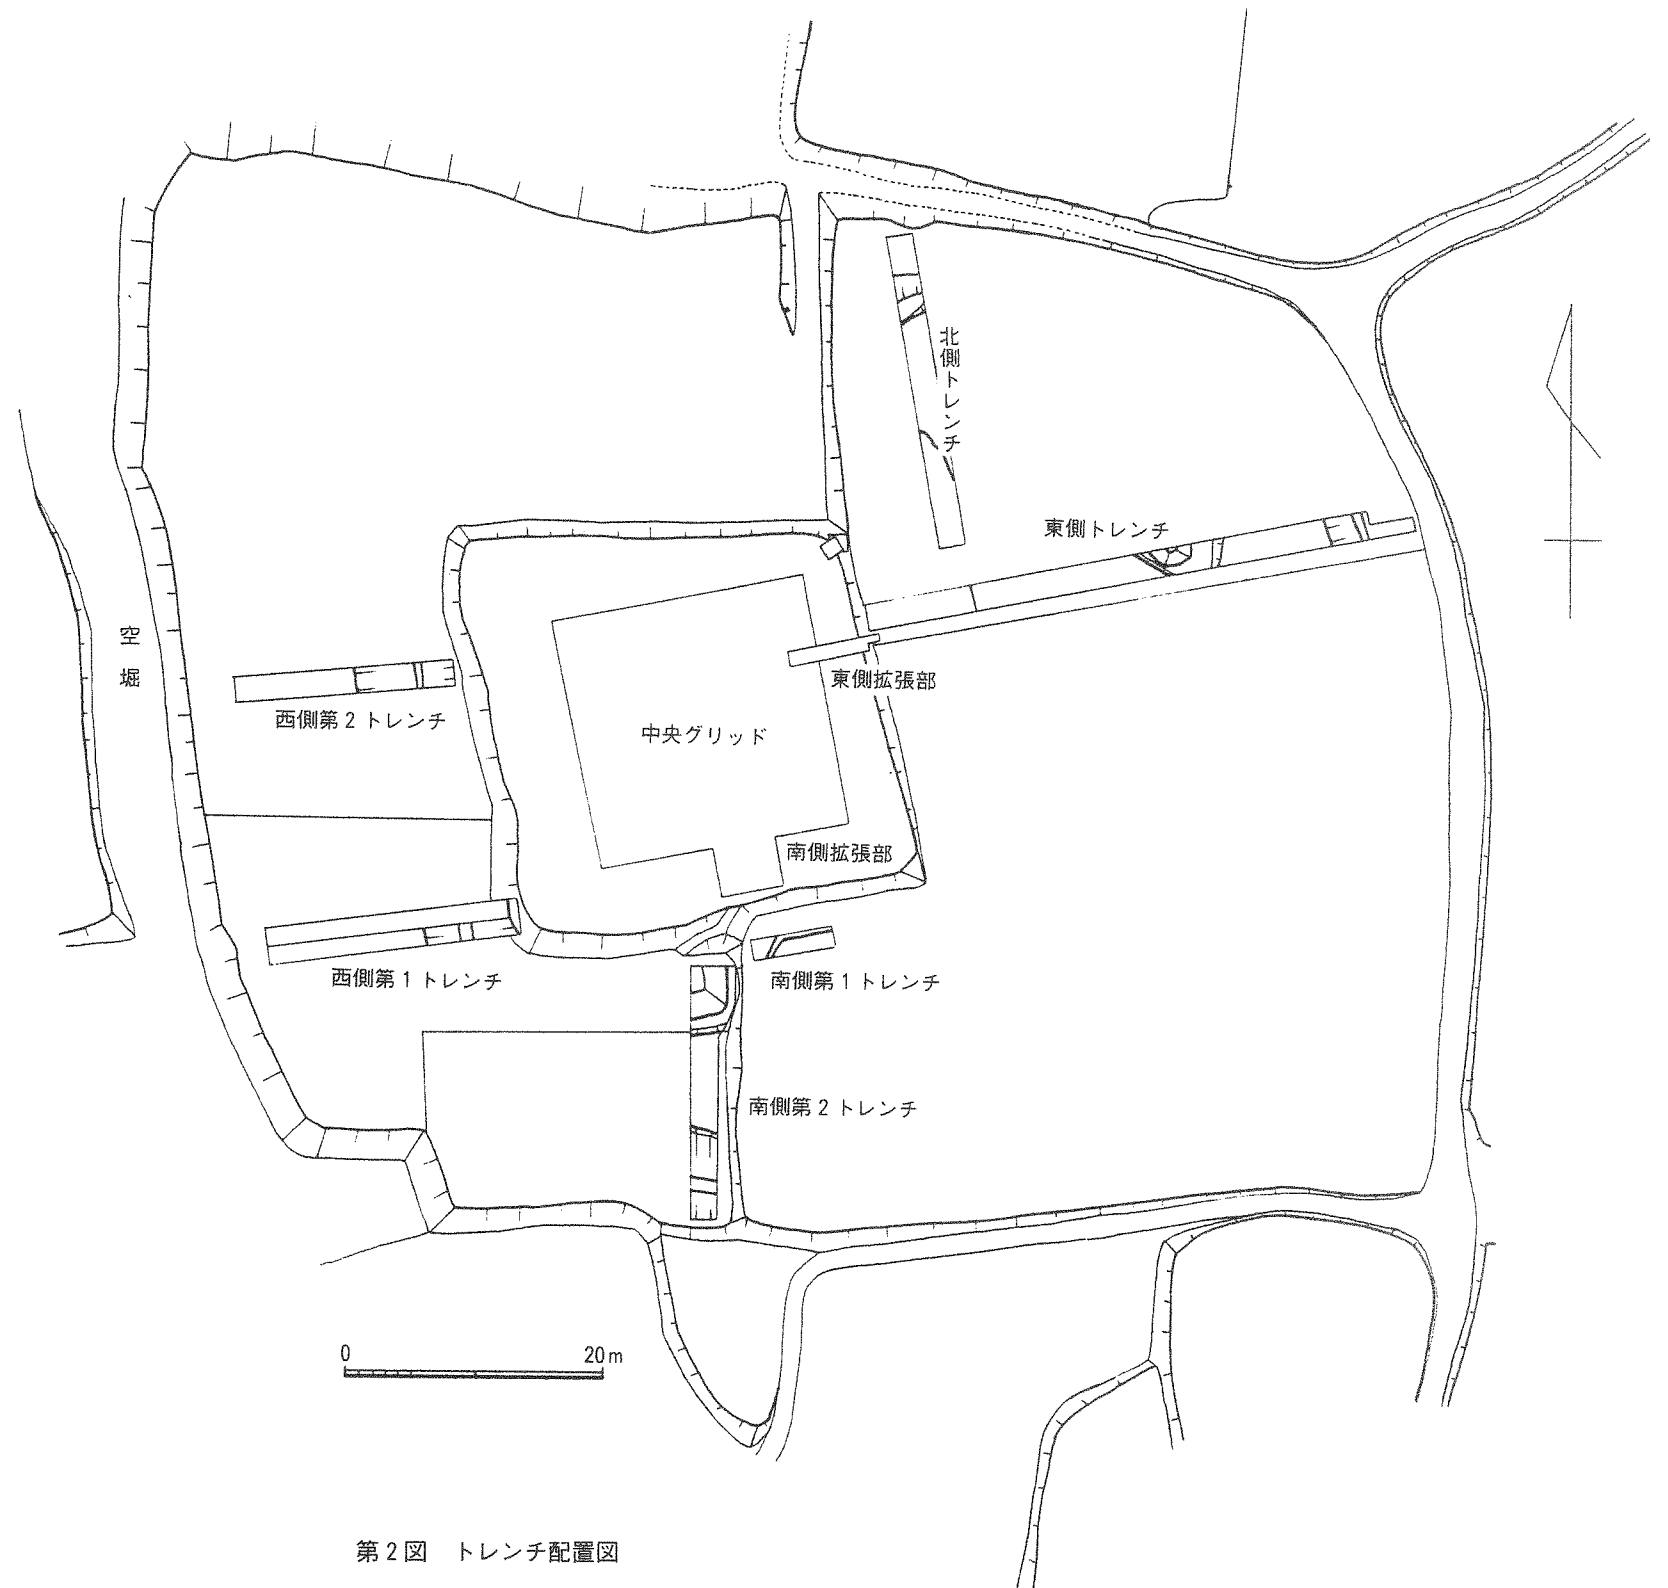 北側トレンチ
東側トレンチ
空堀
東側拡張部
西側第2トレンチ
中央グリッド
南側拡張部
西側第1トレンチ
南側第1トレンチ
南側第2トレンチ
0 20m
第2図 トレンチ配置図